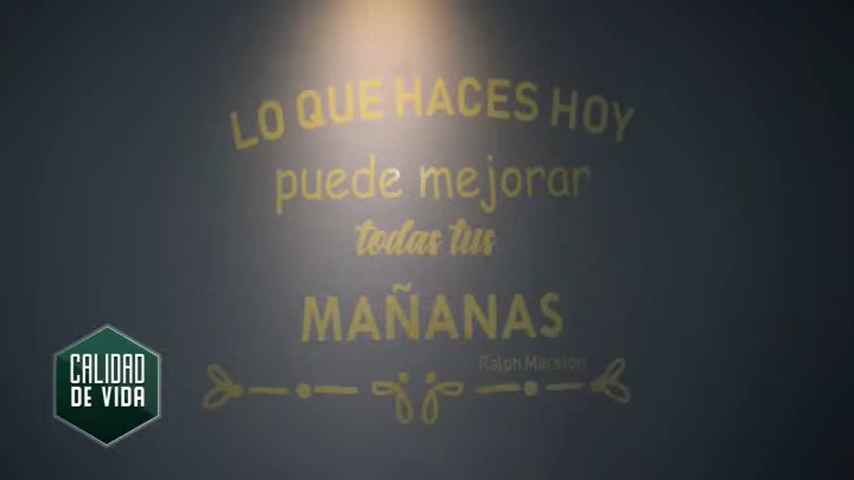 LO QUE HACES HOY
puede mejorar
todas tus
MAÑANAS
Ralph Marston
CALIDAD
DE VIDA